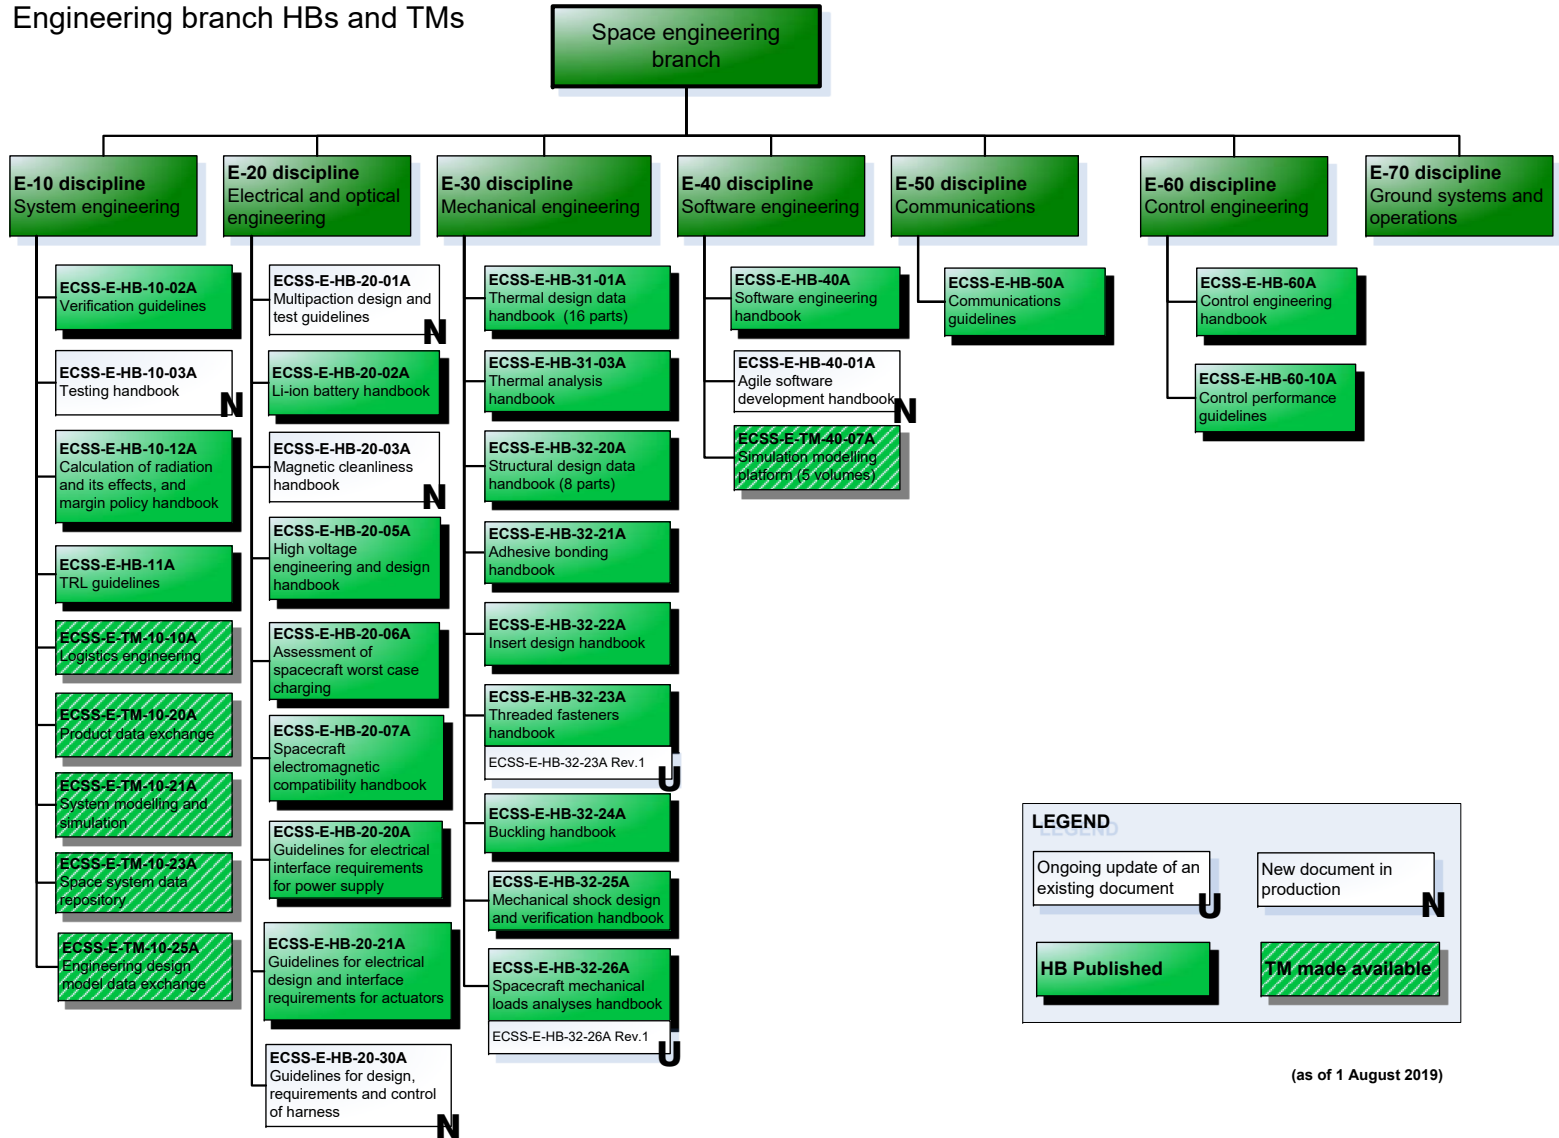 Engineering branch HBs and TMs
Space engineering
branch
E-10 discipline
System engineering
E-20 discipline
Electrical and optical
engineering
E-30 discipline
Mechanical engineering
E-40 discipline
Software engineering
E-50 discipline
Communications
E-60 discipline
Control engineering
E-70 discipline
Ground systems and
operations
ECSS-E-HB-10-02A
Verification guidelines
ECSS-E-HB-10-03A
Testing handbook
N
ECSS-E-HB-10-12A
Calculation of radiation
and its effects, and
margin policy handbook
ECSS-E-HB-11A
TRL guidelines
ECSS-E-TM-10-10A
Logistics engineering
ECSS-E-TM-10-20A
Product data exchange
ECSS-E-TM-10-21A
System modelling and
simulation
ECSS-E-TM-10-23A
Space system data
repository
ECSS-E-TM-10-25A
Engineering design
model data exchange
ECSS-E-HB-20-01A
Multipaction design and
test guidelines
N
ECSS-E-HB-20-02A
Li-ion battery handbook
ECSS-E-HB-20-03A
Magnetic cleanliness
handbook
N
ECSS-E-HB-20-05A
High voltage
engineering and design
handbook
ECSS-E-HB-20-06A
Assessment of
spacecraft worst case
charging
ECSS-E-HB-20-07A
Spacecraft
electromagnetic
compatibility handbook
ECSS-E-HB-20-20A
Guidelines for electrical
interface requirements
for power supply
ECSS-E-HB-20-21A
Guidelines for electrical
design and interface
requirements for actuators
ECSS-E-HB-20-30A
Guidelines for design,
requirements and control
of harness
N
ECSS-E-HB-31-01A
Thermal design data
handbook (16 parts)
ECSS-E-HB-31-03A
Thermal analysis
handbook
ECSS-E-HB-32-20A
Structural design data
handbook (8 parts)
ECSS-E-HB-32-21A
Adhesive bonding
handbook
ECSS-E-HB-32-22A
Insert design handbook
ECSS-E-HB-32-23A
Threaded fasteners
handbook
ECSS-E-HB-32-23A Rev.1
U
ECSS-E-HB-32-24A
Buckling handbook
ECSS-E-HB-32-25A
Mechanical shock design
and verification handbook
ECSS-E-HB-32-26A
Spacecraft mechanical
loads analyses handbook
ECSS-E-HB-32-26A Rev.1
U
ECSS-E-HB-40A
Software engineering
handbook
ECSS-E-HB-40-01A
Agile software
development handbook
N
ECSS-E-TM-40-07A
Simulation modelling
platform (5 volumes)
ECSS-E-HB-50A
Communications
guidelines
ECSS-E-HB-60A
Control engineering
handbook
ECSS-E-HB-60-10A
Control performance
guidelines
LEGEND
Ongoing update of an
existing document
U
New document in
production
N
HB Published
TM made available
(as of 1 August 2019)